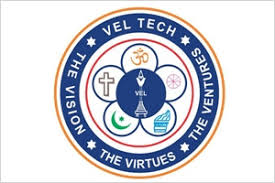 VEL TECH
THE VISION
THE VENTURES
THE VIRTUES
ॐ
VEL